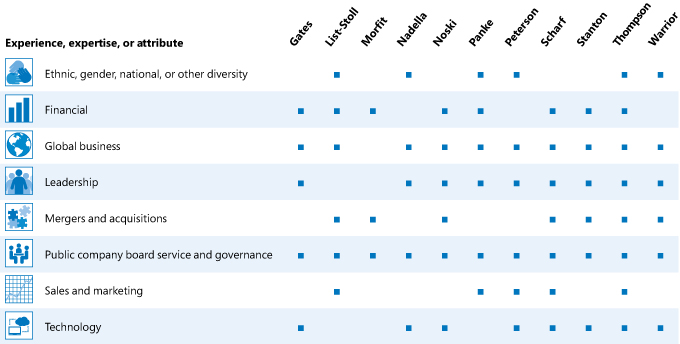 Gates List-Stoll Morfit Nadella Noski Panke Peterson Scharf Stanton Thompson Warrior
Experience, expertise, or attribute
Ethnic, gender, national, or other diversity
Financial
Global business
Leadership
Mergers and acquisitions
Public company board service and governance
Sales and marketing
Technology